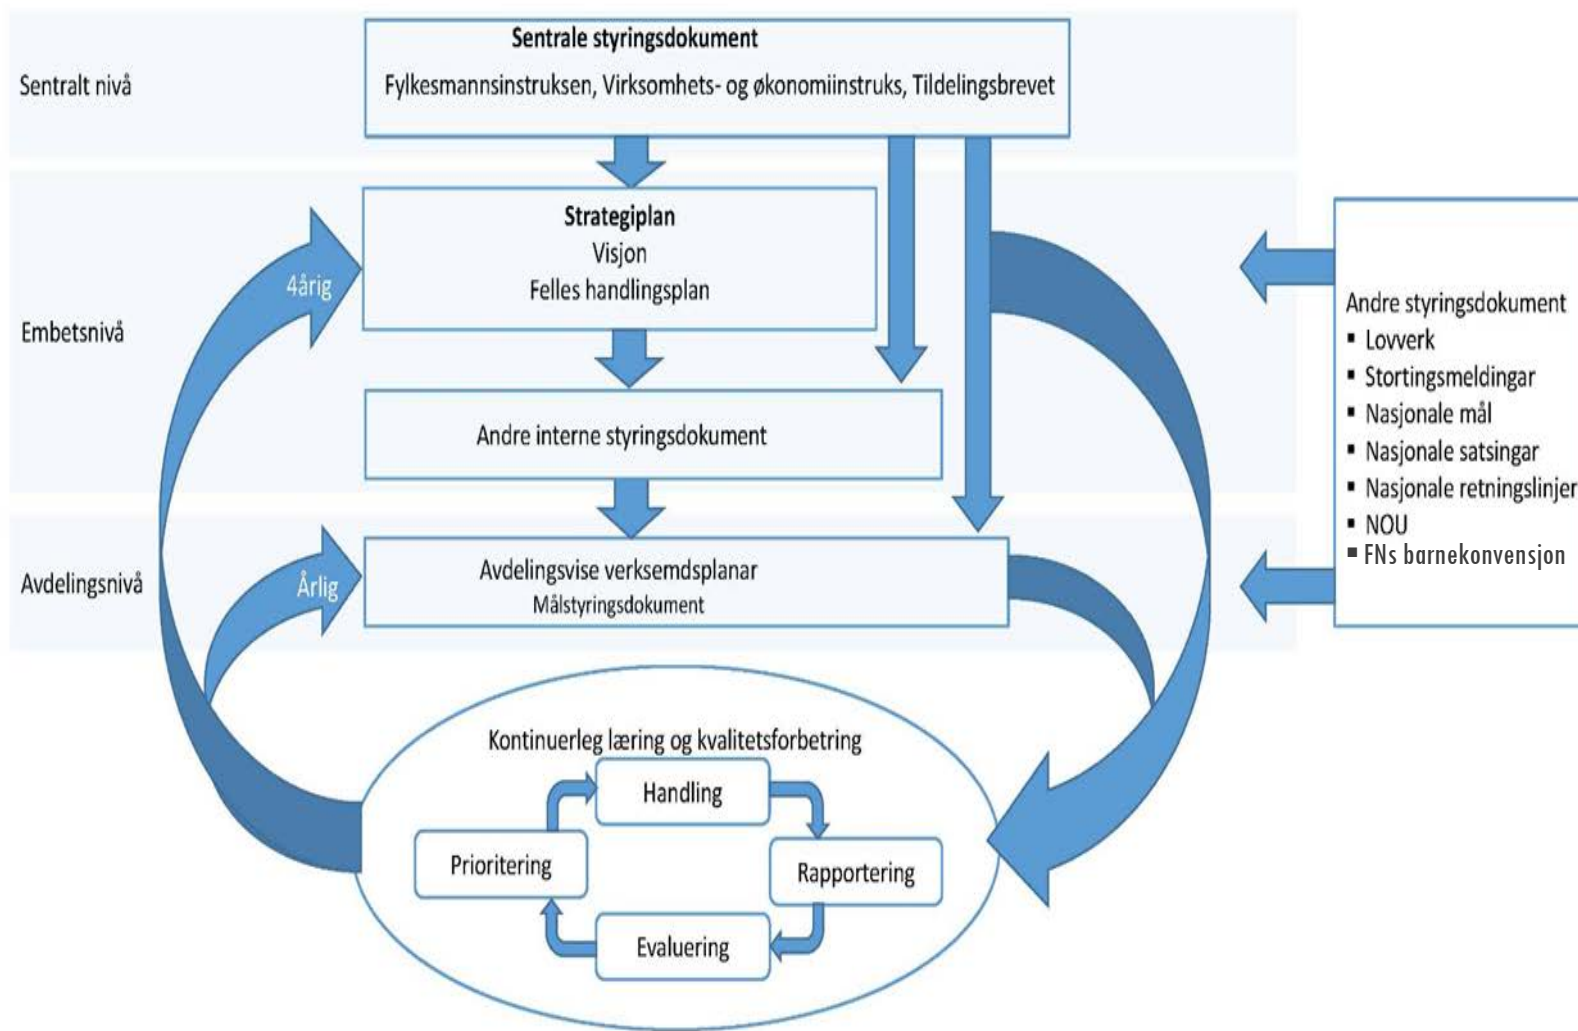 Sentrale styringsdokument
Sentralt nivå
Fylkesmannsinstruksen, Virksomhets- og økonomiinstruks, Tildelingsbrevet
Strategiplan
Visjon
Felles handlingsplan
4årig
Embetsnivå
Andre interne styringsdokument
Avdelingsnivå
Årlig
Avdelingsvise verksemdsplanar
Målstyringsdokument
Andre styringsdokument
▪ Lovverk
▪ Stortingsmeldingar
▪ Nasjonale mål
▪ Nasjonale satsingar
▪ Nasjonale retningslinjer
▪ NOU
▪ FNs barnekonvensjon
Kontinuerleg læring og kvalitetsforbetring
Handling
Prioritering
Rapportering
Evaluering